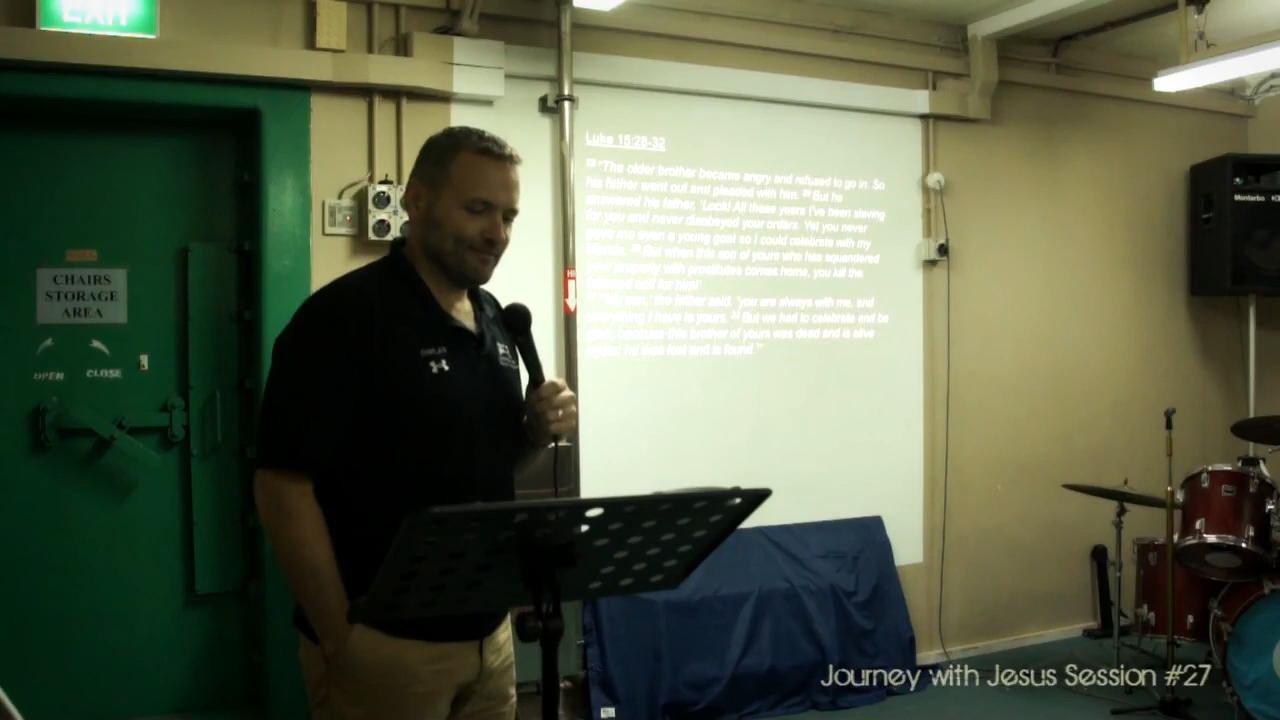 EXIT
CHAIRS
STORAGE
AREA
OPEN CLOSE
Luke 15:28-32
28 "The older brother became angry and refused to go in. So
his father went out and pleaded with him. 29 But he
answered his father, 'Look! All these years I've been slaving
for you and never disobeyed your orders. Yet you never
gave me even a young goat so I could celebrate with my
friends. 30 But when this son of yours who has squandered
your property with prostitutes comes home, you kill the
fattened calf for him!'
'My son,' the father said, 'you are always with me, and
everything I have is yours. 32 But we had to celebrate and be
glad, because this brother of yours was dead and is alive
again; he was lost and is found.'"
Montarbo
Journey with Jesus Session #27